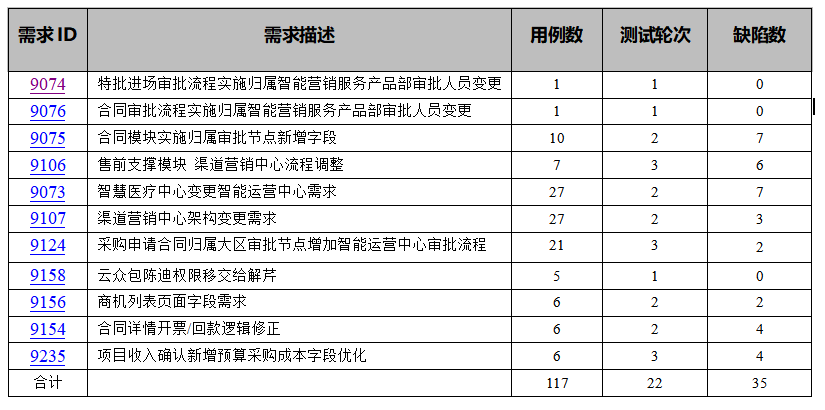 需求 ID 需求描述 用例数 测试轮次 缺陷数
9074 特批进场审批流程实施归属智能营销服务产品部审批人员变更 1 1 0
9076 合同审批流程实施归属智能营销服务产品部审批人员变更 1 1 0
9075 合同模块实施归属审批节点新增字段 10 2 7
9106 售前支撑模块 渠道营销中心流程调整 7 3 6
9073 智慧医疗中心变更智能运营中心需求 27 2 7
9107 渠道营销中心架构变更需求 27 2 3
9124 采购申请合同归属大区审批节点增加智能运营中心审批流程 21 3 2
9158 云众包陈迪权限移交给解芹 5 1 0
9156 商机列表页面字段需求 6 2 2
9154 合同详情开票/回款逻辑修正 6 2 4
9235 项目收入确认新增预算采购成本字段优化 6 3 4
合计 117 22 35